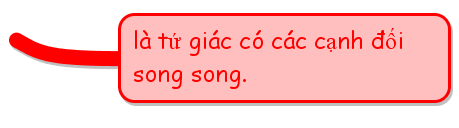 là tứ giác có các cạnh đối
song song.